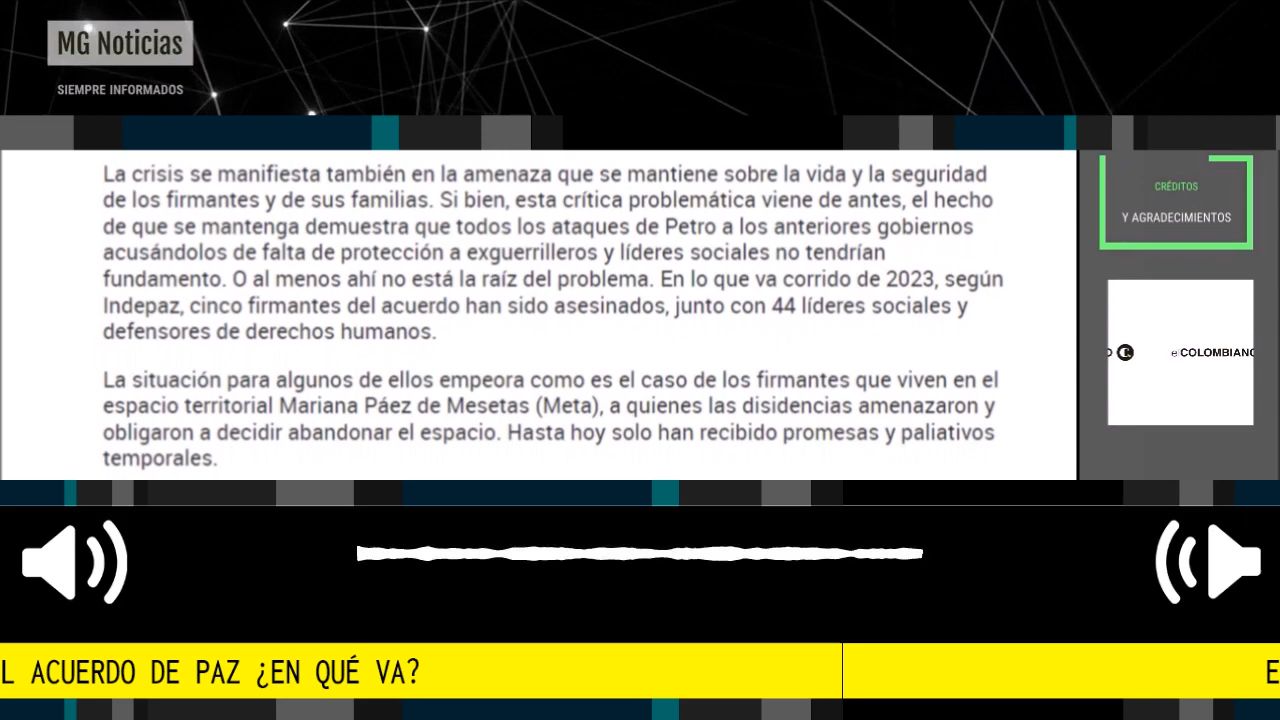 MG Noticias
SIEMPRE INFORMADOS
La crisis se manifiesta también en la amenaza que se mantiene sobre la vida y la seguridad
de los firmantes y de sus familias. Si bien, esta crítica problemática viene de antes, el hecho
de que se mantenga demuestra que todos los ataques de Petro a los anteriores gobiernos
acusándolos de falta de protección a exguerrilleros y líderes sociales no tendrían
fundamento. O al menos ahí no está la raíz del problema. En lo que va corrido de 2023, según
Indepaz, cinco firmantes del acuerdo han sido asesinados, junto con 44 líderes sociales y
defensores de derechos humanos.
La situación para algunos de ellos empeora como es el caso de los firmantes que viven en el
espacio territorial Mariana Páez de Mesetas (Meta), a quienes las disidencias amenazaron y
obligaron a decidir abandonar el espacio. Hasta hoy solo han recibido promesas y paliativos
temporales.
CRÉDITOS
Y AGRADECIMIENTOS
O C el COLOMBIANO
L ACUERDO DE PAZ ¿EN QUÉ VA?
E